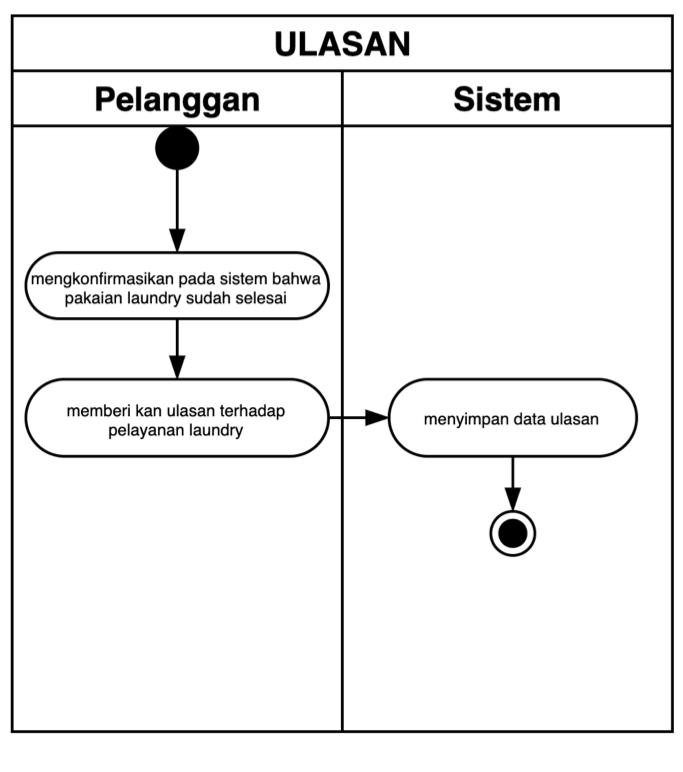 ULASAN
Pelanggan
Sistem
mengkonfirmasikan pada sistem bahwa
pakaian laundry sudah selesai
memberi kan ulasan terhadap
pelayanan laundry
menyimpan data ulasan